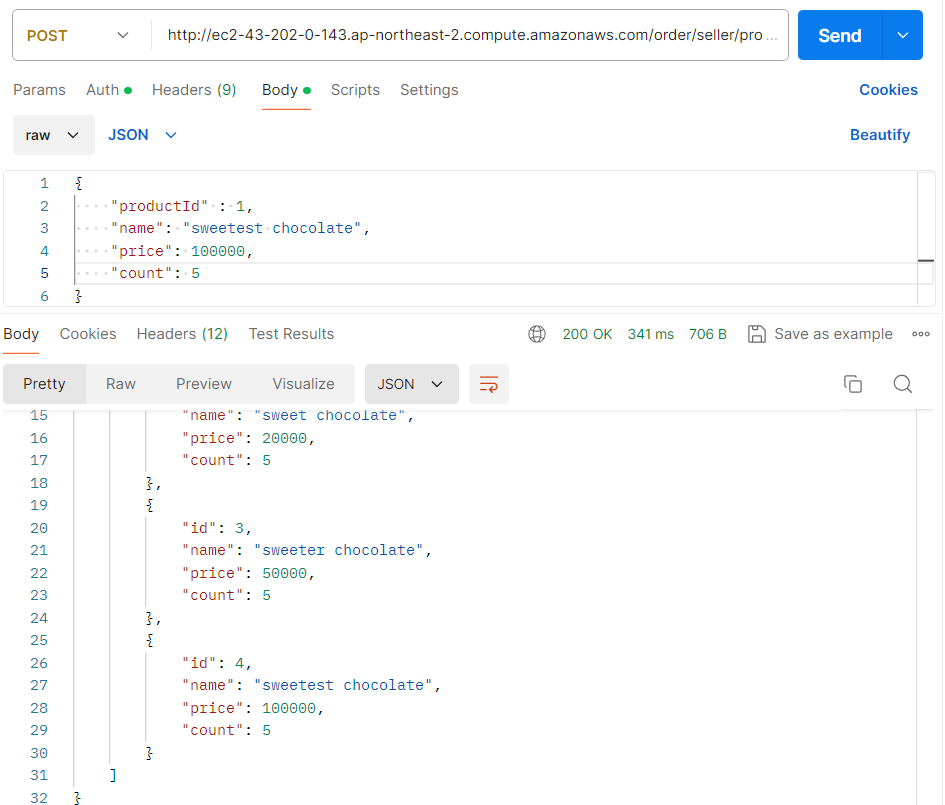 POST http://ec2-43-202-0-143.ap-northeast-2.compute.amazonaws.com/order/seller/pro ... Send
Params Auth Headers (9) Body Scripts Settings Cookies
raw JSON Beautify
1 {
2 "productId" : 1,
3 "name": "sweetest chocolate",
4 "price": 100000,
5 "count": 5
6 }
Body Cookies Headers (12) Test Results 200 OK 341 ms 706 B Save as example
Pretty Raw Preview Visualize JSON
15 "name": "sweet chocolate",
16 "price": 20000,
17 "count": 5
18 },
19 {
20 "id": 3,
21 "name": "sweeter chocolate",
22 "price": 50000,
23 "count": 5
24 },
25 {
26 "id": 4,
27 "name": "sweetest chocolate",
28 "price": 100000,
29 "count": 5
30 }
31 ]
32 }